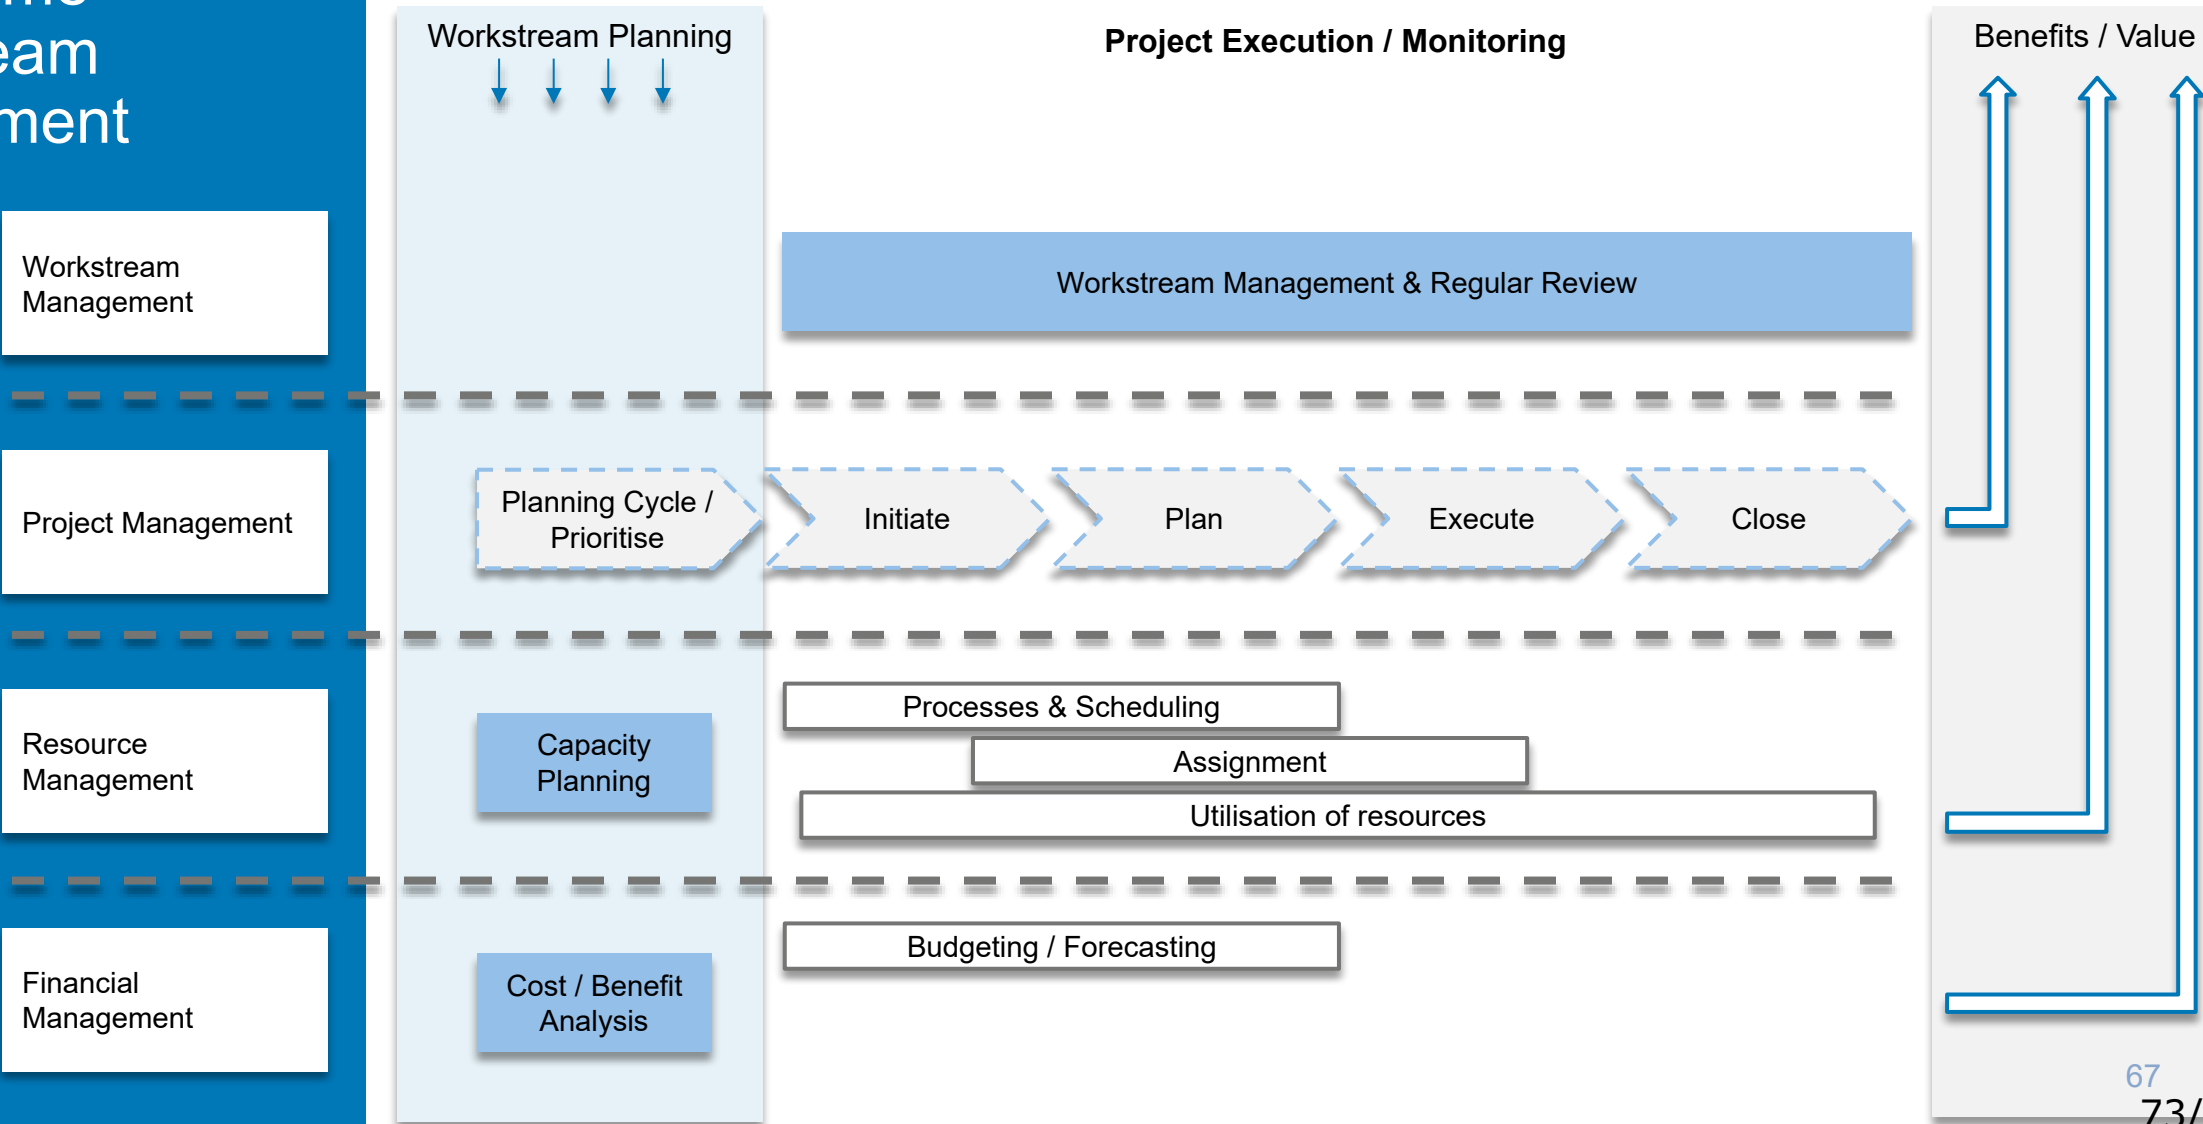 eam
ment
Workstream Planning
Project Execution / Monitoring
Benefits / Value
Workstream
Management
Workstream Management & Regular Review
Project Management
Planning Cycle /
Prioritise
Initiate
Plan
Execute
Close
Resource
Management
Capacity
Planning
Processes & Scheduling
Assignment
Utilisation of resources
Financial
Management
Cost / Benefit
Analysis
Budgeting / Forecasting
67
73/